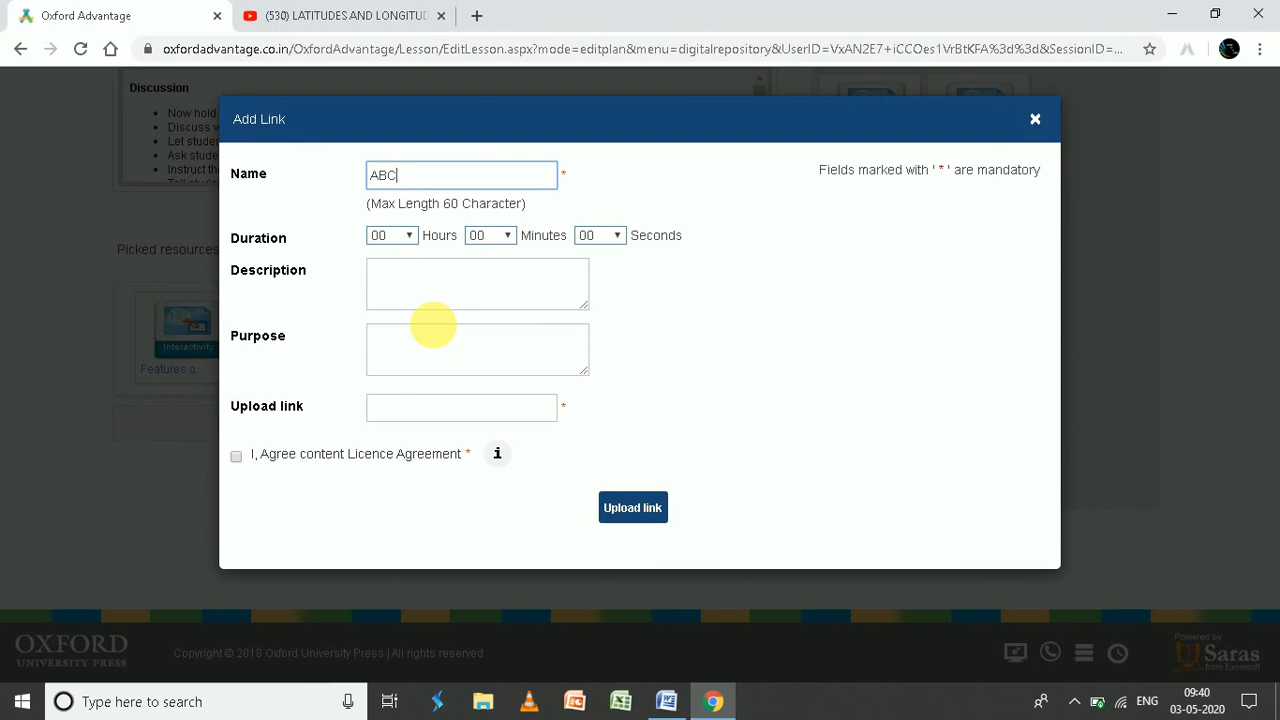 Oxford Advantage
(530) LATITUDES AND LONGITUD
oxfordadvantage.co.in/OxfordAdvantage/Lesson/EditLesson.aspx?mode=editplan&menu=digitalrepository&UserID=VxAN2E7+iCCOes1VrBtKFA%3d%3d&SessionID=...
Discussion
Now hold
Discuss v
Let studen
Ask stude
Instruct the
Add Link
Name
ABC
*
Fields marked with ' * ' are mandatory
(Max Length 60 Character)
Duration
00 Hours 00 Minutes 00 Seconds
Description
Picked resources
Purpose
Interactivity
Features o...
Upload link
*
I, Agree content Licence Agreement *
i
Upload link
OXFORD
UNIVERSITY PRESS
Copyright © 2018 Oxford University Press | All rights reserved
Powered by
Saras
from Excelsoft
Type here to search
ENG
09:40
03-05-2020